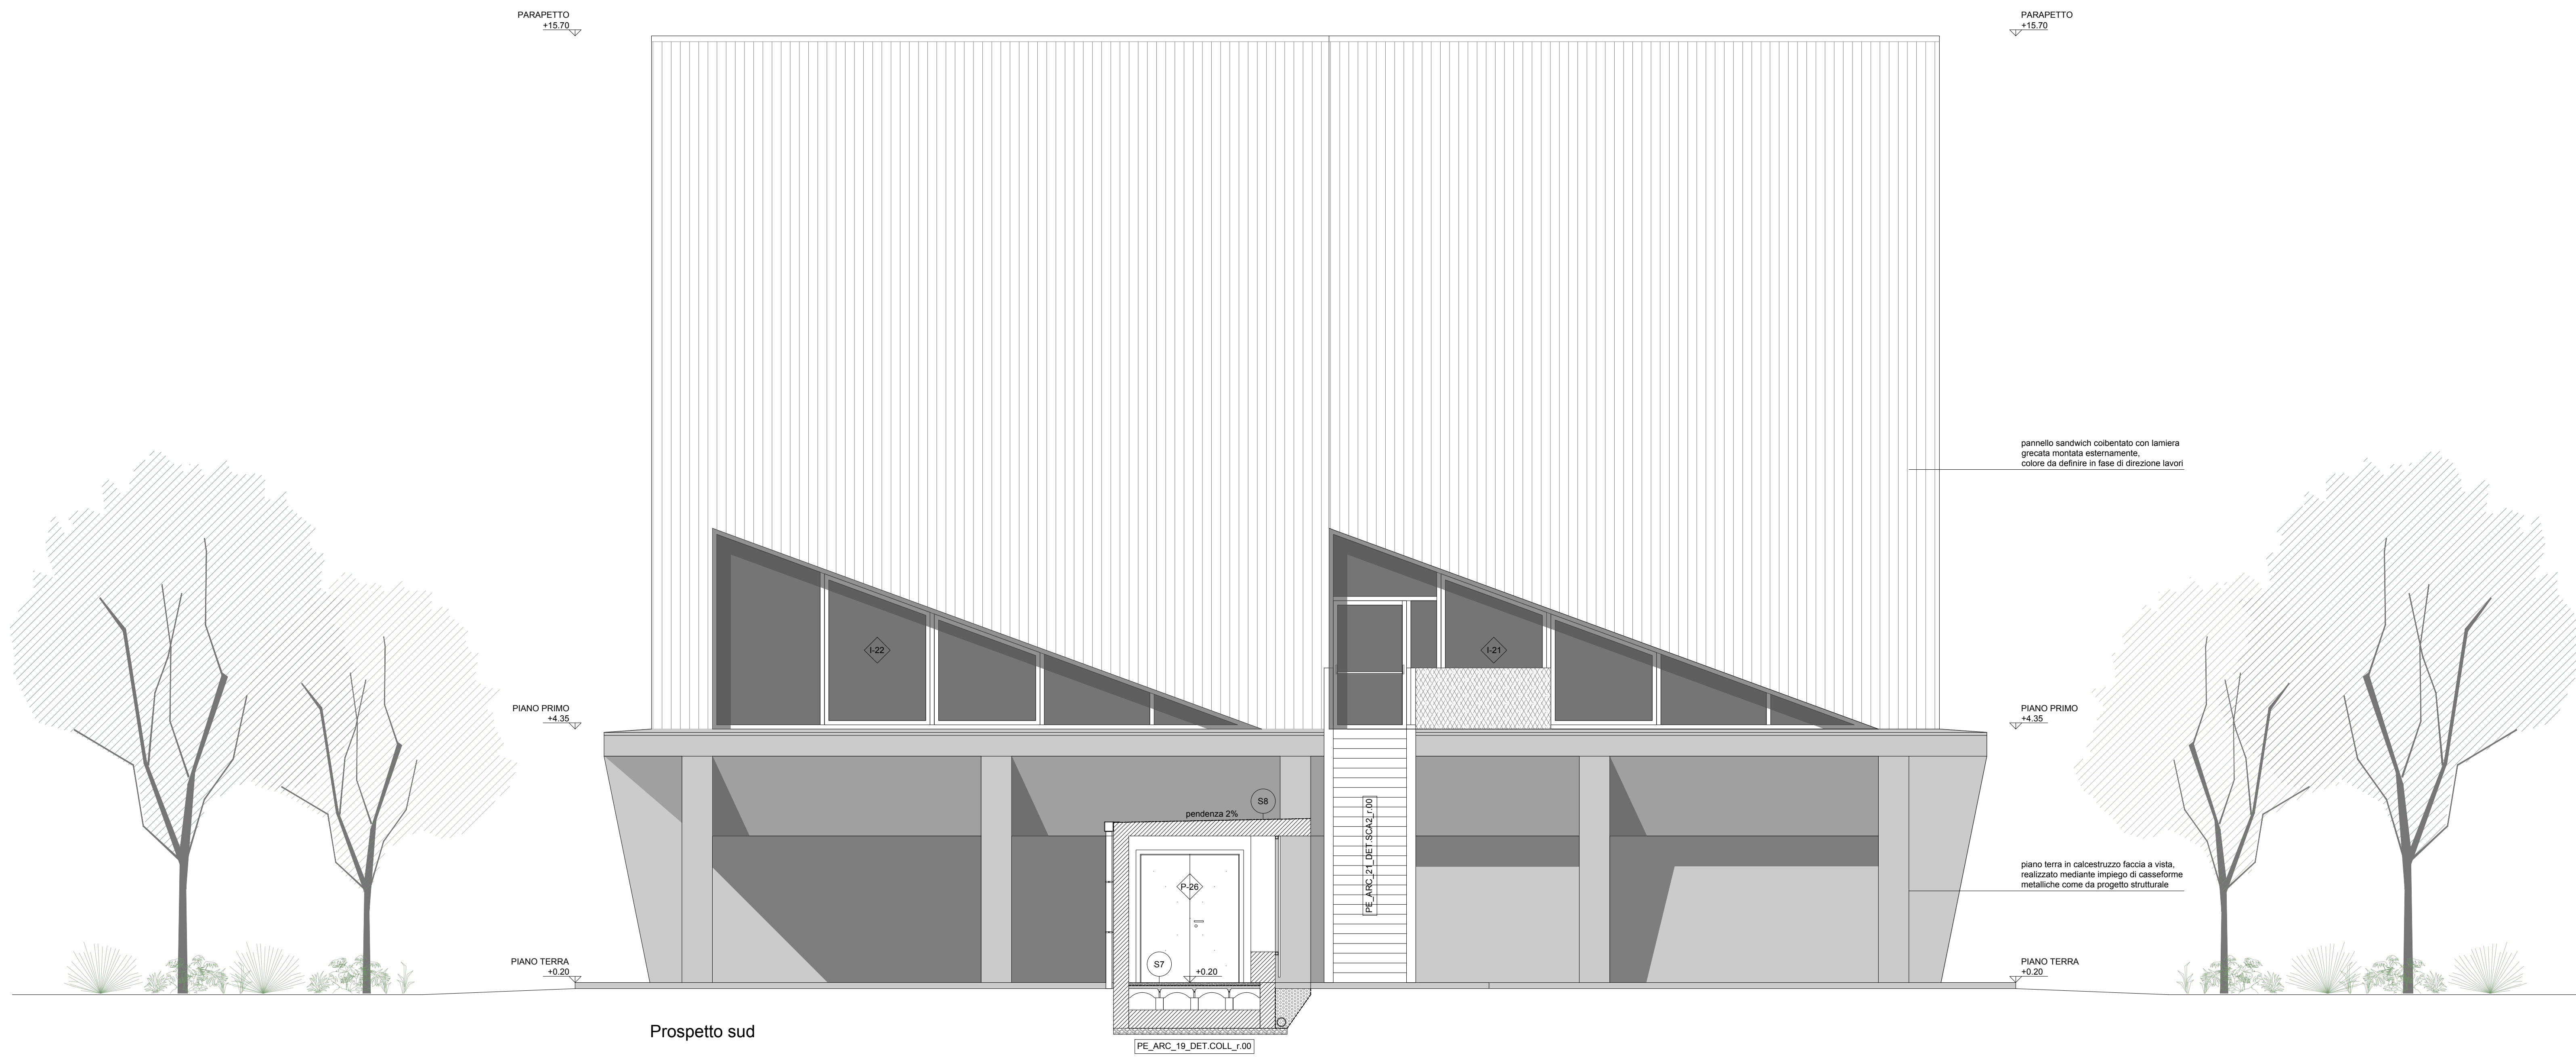 PARAPETTO
+15.70
PARAPETTO
+15.70
pannello sandwich coibentato con lamiera
grecata montata esternamente,
colore da definire in fase di direzione lavori
I-22
I-21
PIANO PRIMO
+4.35
PIANO PRIMO
+4.35
S8
pendenza 2%
PE_ARC_21_DET.SCA2_r.00
piano terra in calcestruzzo faccia a vista,
realizzato mediante impiego di casseforme
metalliche come da progetto strutturale
P-26
S7
+0.20
PIANO TERRA
+0.20
PIANO TERRA
+0.20
Prospetto sud
PE_ARC_19_DET.COLL_r.00